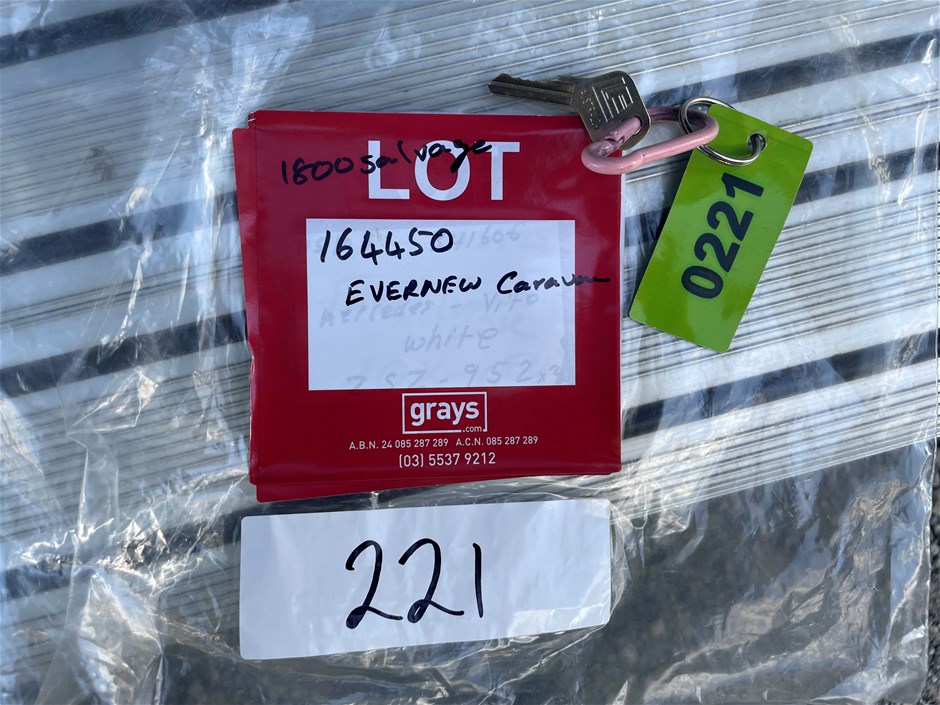 LOT
1800salvage
164450
EVERNEW Caravan
white
grays
.com
A.B.N. 24 085 287 289 A.C.N. 085 287 289
(03) 5537 9212
0221
221